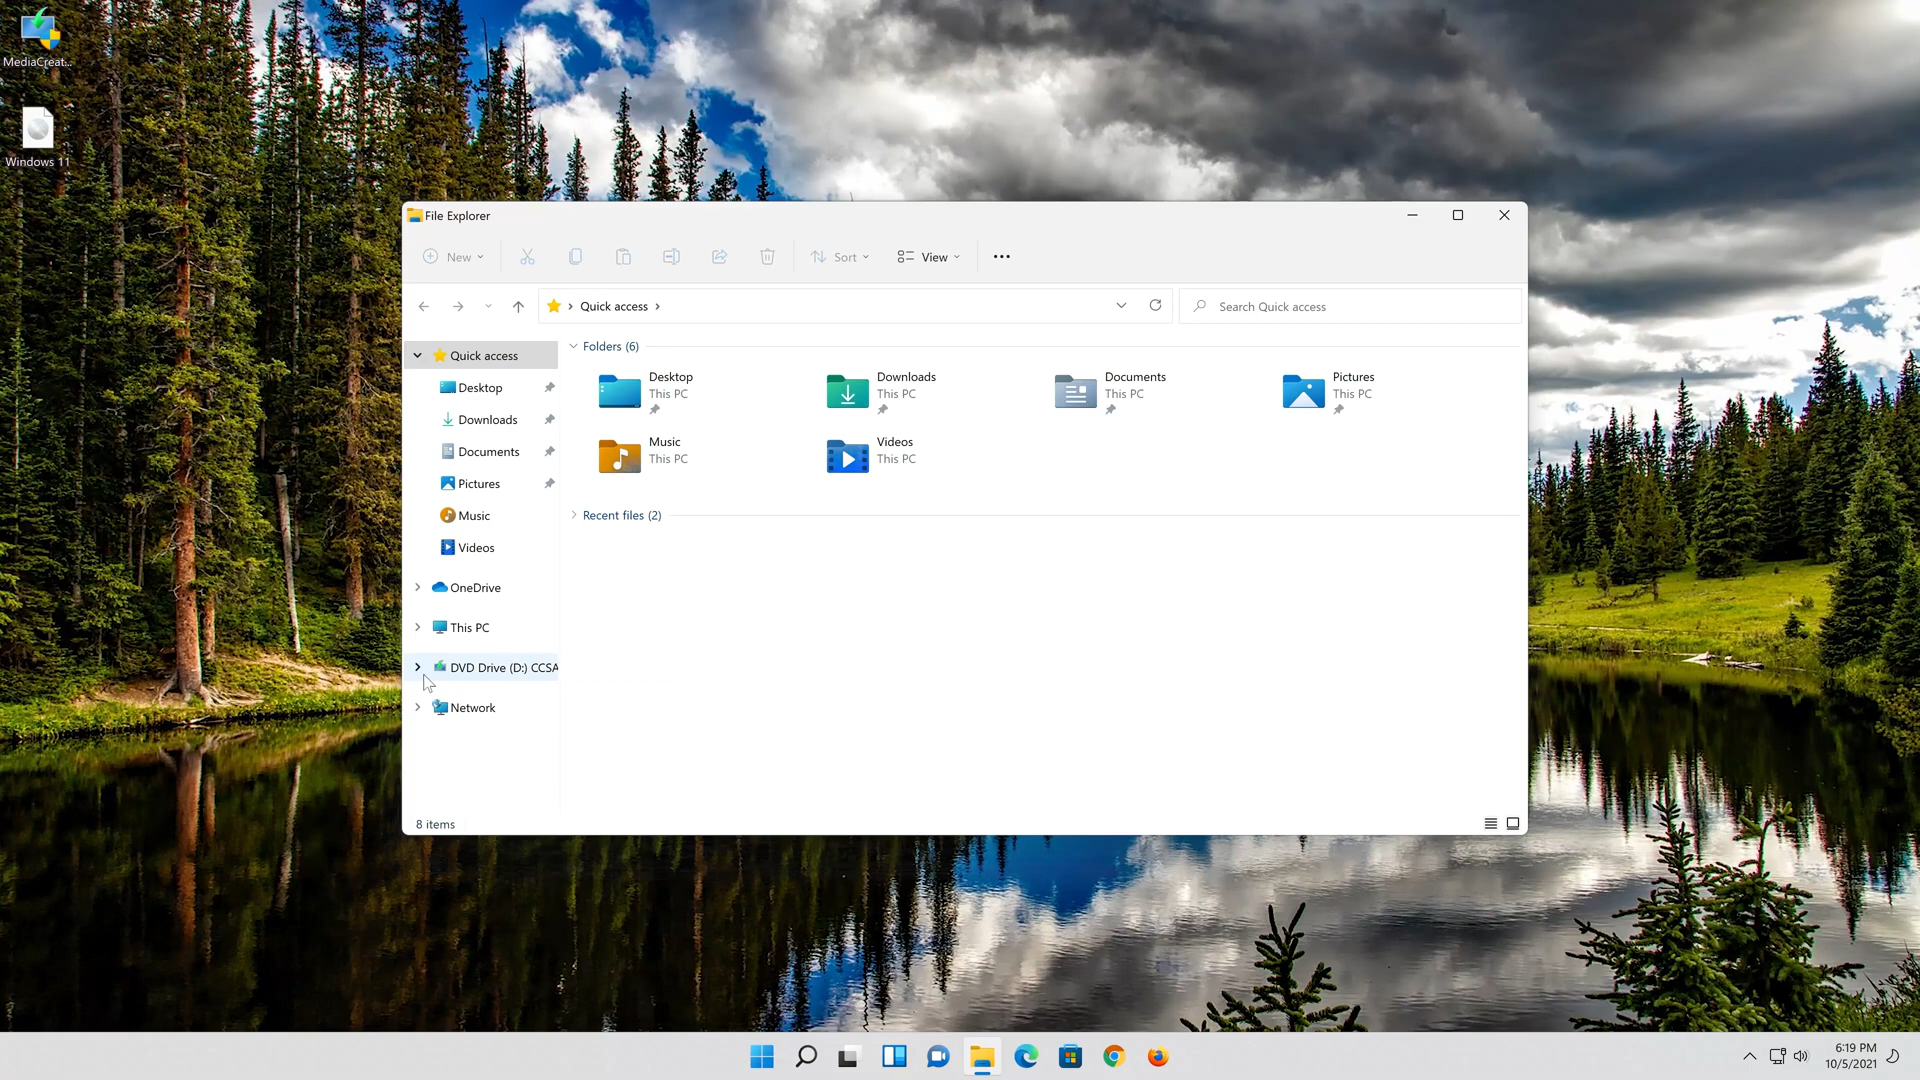 MediaCreat...
Windows 11
File Explorer
New
Sort
View
Quick access
Search Quick access
Quick access
Desktop
Downloads
Documents
Pictures
Music
Videos
OneDrive
This PC
DVD Drive (D:) CCSA
Network
Folders (6)
Desktop
This PC
Downloads
This PC
Documents
This PC
Pictures
This PC
Music
This PC
Videos
This PC
Recent files (2)
8 items
6:19 PM
10/5/2021